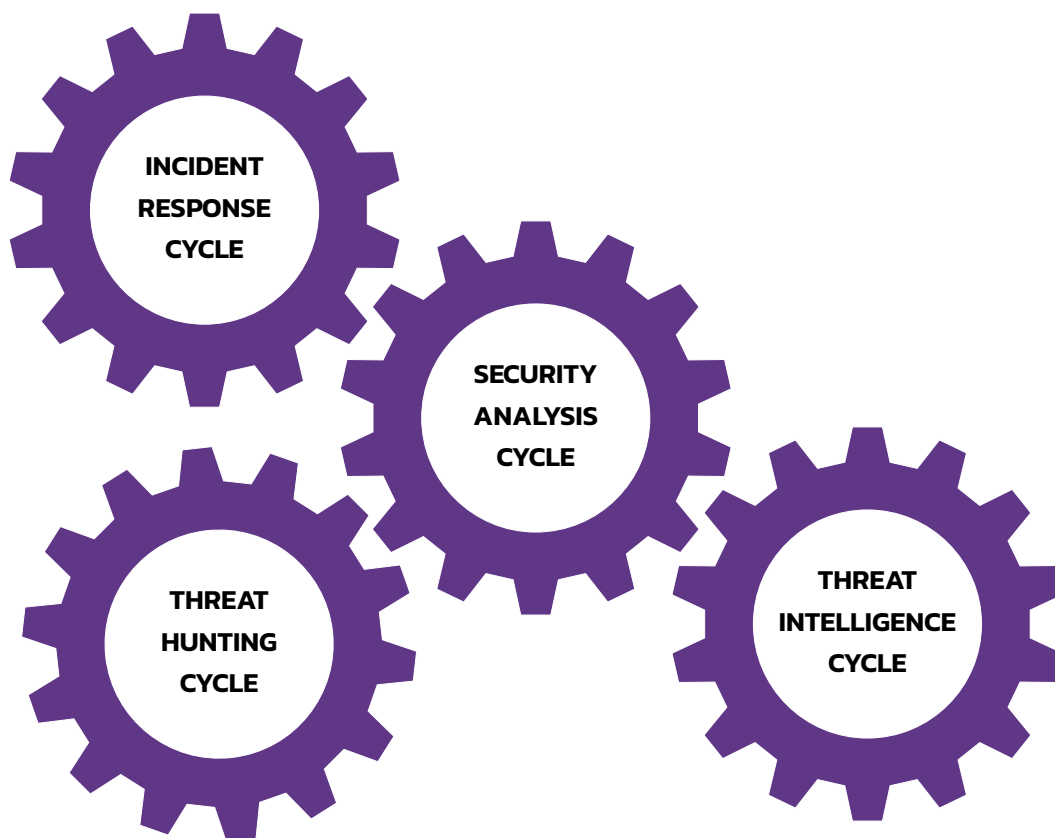 INCIDENT
RESPONSE
CYCLE
SECURITY
ANALYSIS
CYCLE
THREAT
HUNTING
CYCLE
THREAT
INTELLIGENCE
CYCLE